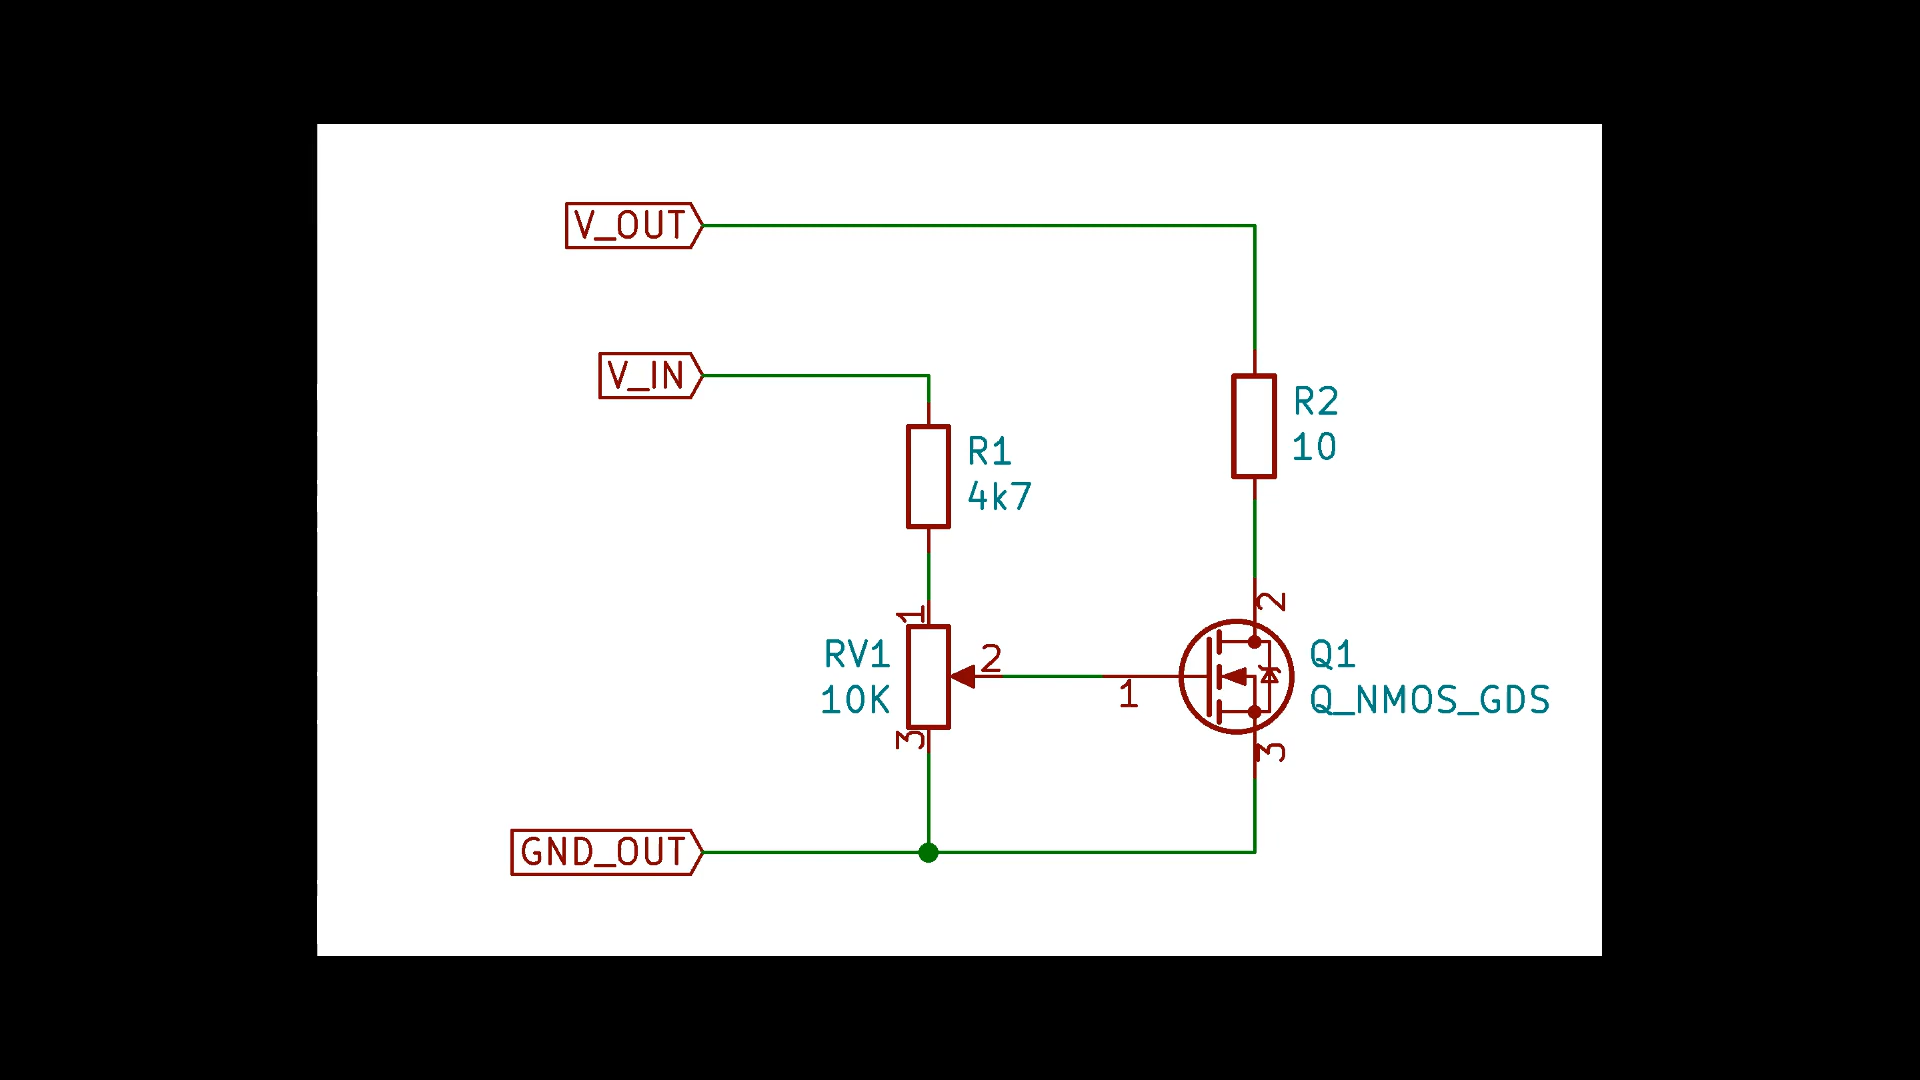 V_OUT
V_IN
R2
10
R1
4k7
1
2
RV1
10K
2
1
Q1
Q_NMOS_GDS
3
3
GND_OUT